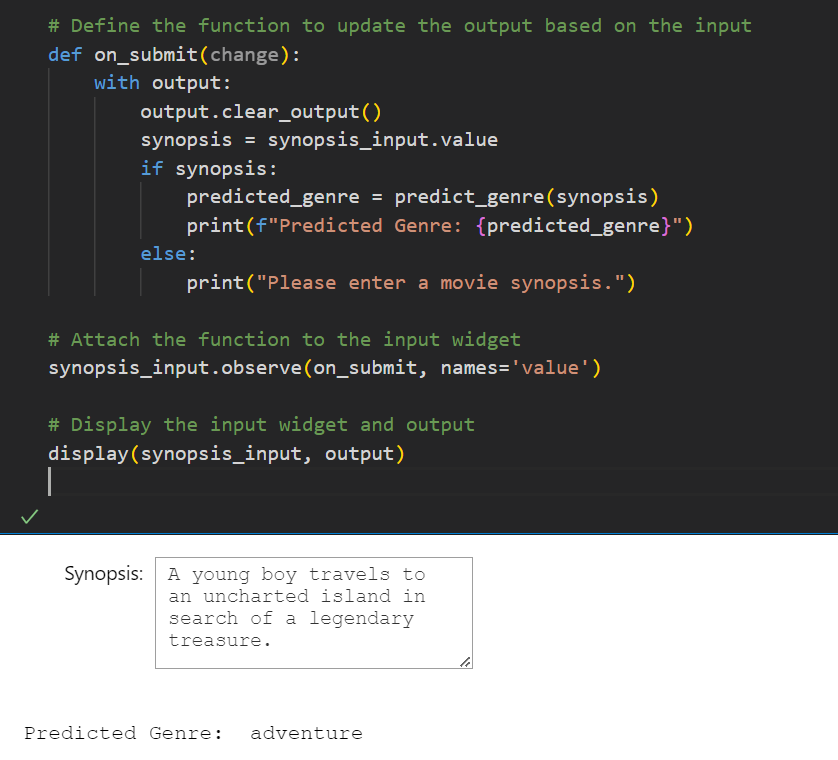 # Define the function to update the output based on the input
def on_submit(change):
    with output:
        output.clear_output()
        synopsis = synopsis_input.value
        if synopsis:
            predicted_genre = predict_genre(synopsis)
            print(f"Predicted Genre: {predicted_genre}")
        else:
            print("Please enter a movie synopsis.")

# Attach the function to the input widget
synopsis_input.observe(on_submit, names='value')

# Display the input widget and output
display(synopsis_input, output)
Synopsis: A young boy travels to
an uncharted island in
search of a legendary
treasure.
Predicted Genre:  adventure